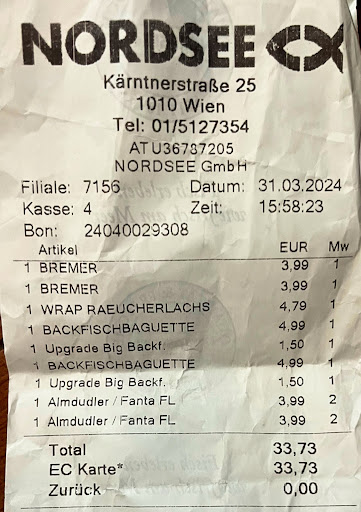 NORDSEE
Kärntnerstraße 25
1010 Wien
Tel: 01/5127354
ATU36787205
NORDSEE GmbH
Filiale: 7156 Datum: 31.03.2024
Kasse: 4 Zeit: 15:58:23
Bon: 24040029308
Artikel EUR Mw
1 BREMER 3,99 1
1 BREMER 3,99 1
1 WRAP RAEUCHERLACHS 4,79 1
1 BACKFISCHBAGUETTE 4,99 1
1 Upgrade Big Backf. 1,50 1
1 BACKFISCHBAGUETTE 4,99 1
1 Upgrade Big Backf. 1,50 1
1 Almdudler / Fanta FL 3,99 2
1 Almdudler / Fanta FL 3,99 2
Total 33,73
EC Karte* 33,73
Zurück 0,00